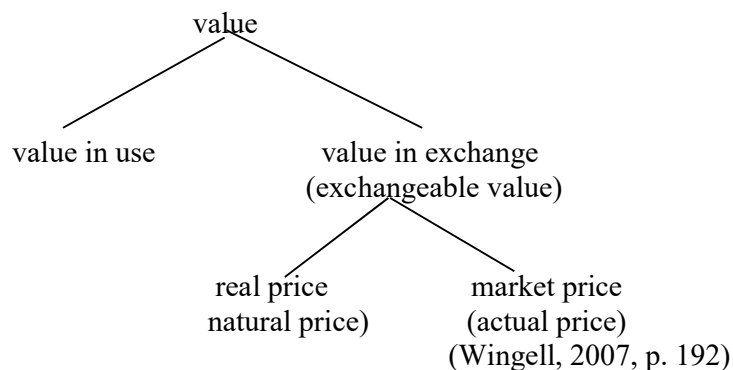 value
value in use value in exchange
(exchangeable value)
real price market price
natural price) (actual price)
(Wingell, 2007, p. 192)